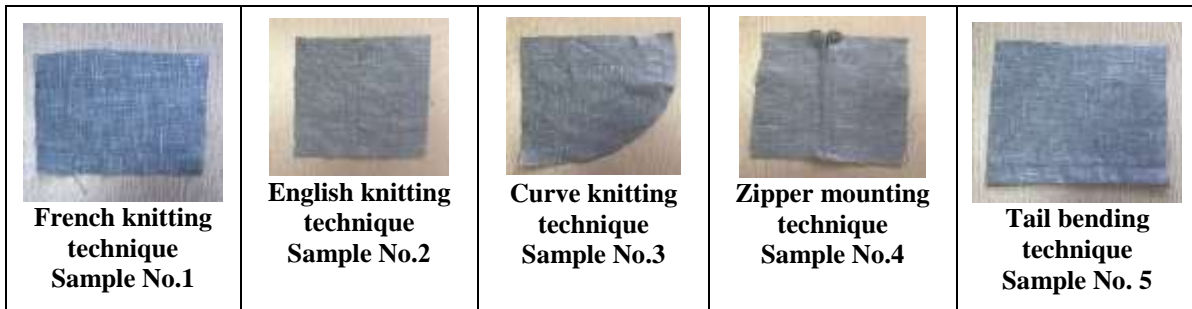 French knitting
technique
Sample No.1
English knitting
technique
Sample No.2
Curve knitting
technique
Sample No.3
Zipper mounting
technique
Sample No.4
Tail bending
technique
Sample No. 5